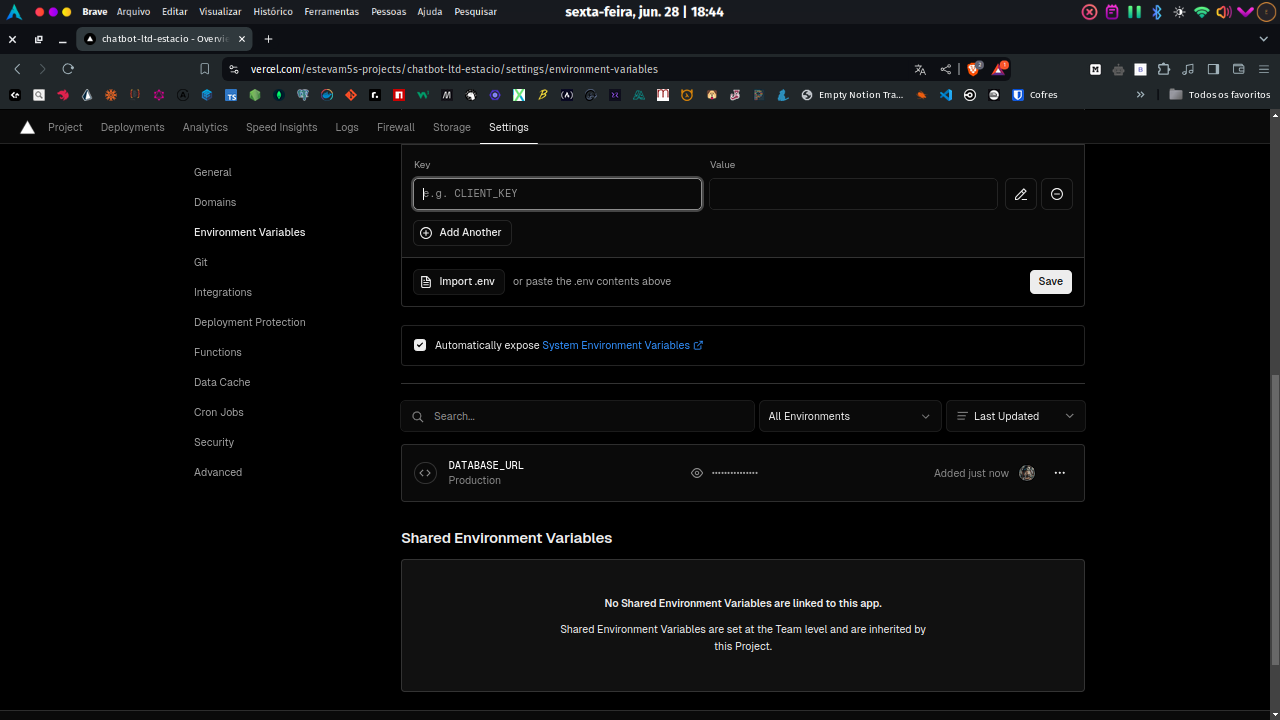 Brave Arquivo Editar Visualizar Histórico Ferramentas Pessoas Ajuda Pesquisar sexta-feira, jun. 28 | 18:44
chatbot-ltd-estacio - Overvi
vercel.com/estevam5s-projects/chatbot-ltd-estacio/settings/environment-variables
Empty Notion Tra... Cofres Todos os favoritos
Project Deployments Analytics Speed Insights Logs Firewall Storage Settings
General
Domains
Environment Variables
Git
Integrations
Deployment Protection
Functions
Data Cache
Cron Jobs
Security
Advanced
Key Value
e.g. CLIENT_KEY
Add Another
Import .env or paste the .env contents above Save
Automatically expose System Environment Variables
Search... All Environments Last Updated
DATABASE_URL
Production
•••••••••••••••
Added just now
Shared Environment Variables
No Shared Environment Variables are linked to this app.
Shared Environment Variables are set at the Team level and are inherited by
this Project.